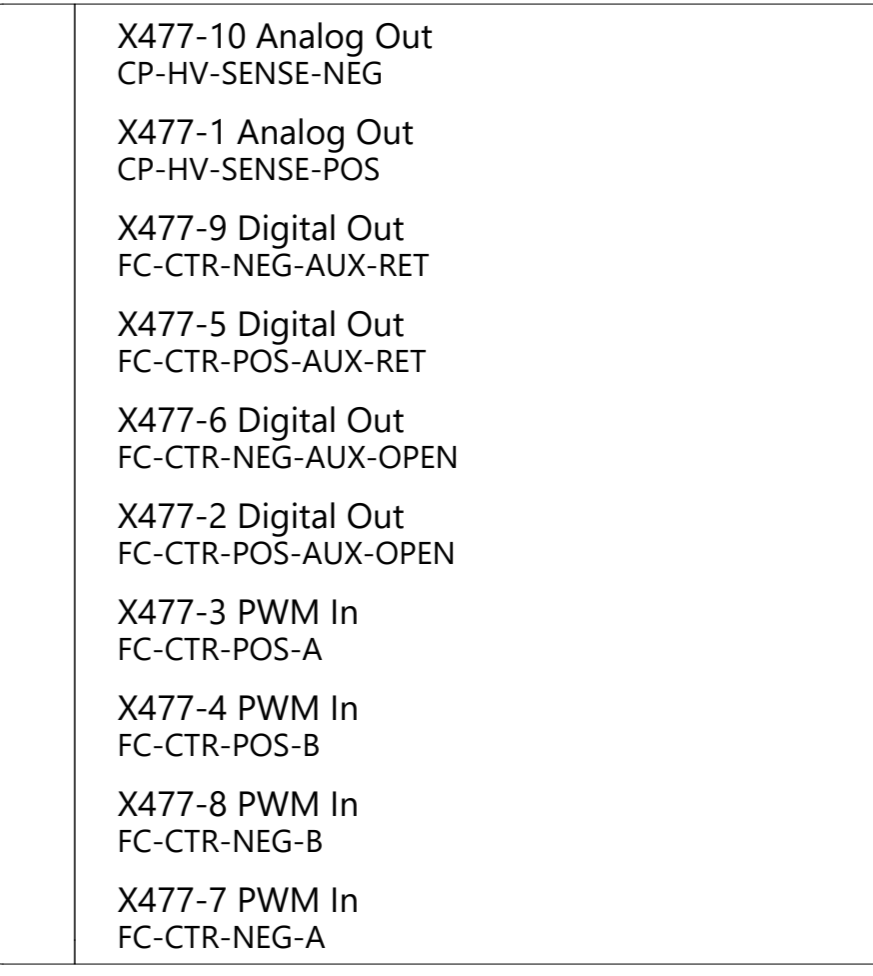 X477-10 Analog Out
CP-HV-SENSE-NEG
X477-1 Analog Out
CP-HV-SENSE-POS
X477-9 Digital Out
FC-CTR-NEG-AUX-RET
X477-5 Digital Out
FC-CTR-POS-AUX-RET
X477-6 Digital Out
FC-CTR-NEG-AUX-OPEN
X477-2 Digital Out
FC-CTR-POS-AUX-OPEN
X477-3 PWM In
FC-CTR-POS-A
X477-4 PWM In
FC-CTR-POS-B
X477-8 PWM In
FC-CTR-NEG-B
X477-7 PWM In
FC-CTR-NEG-A